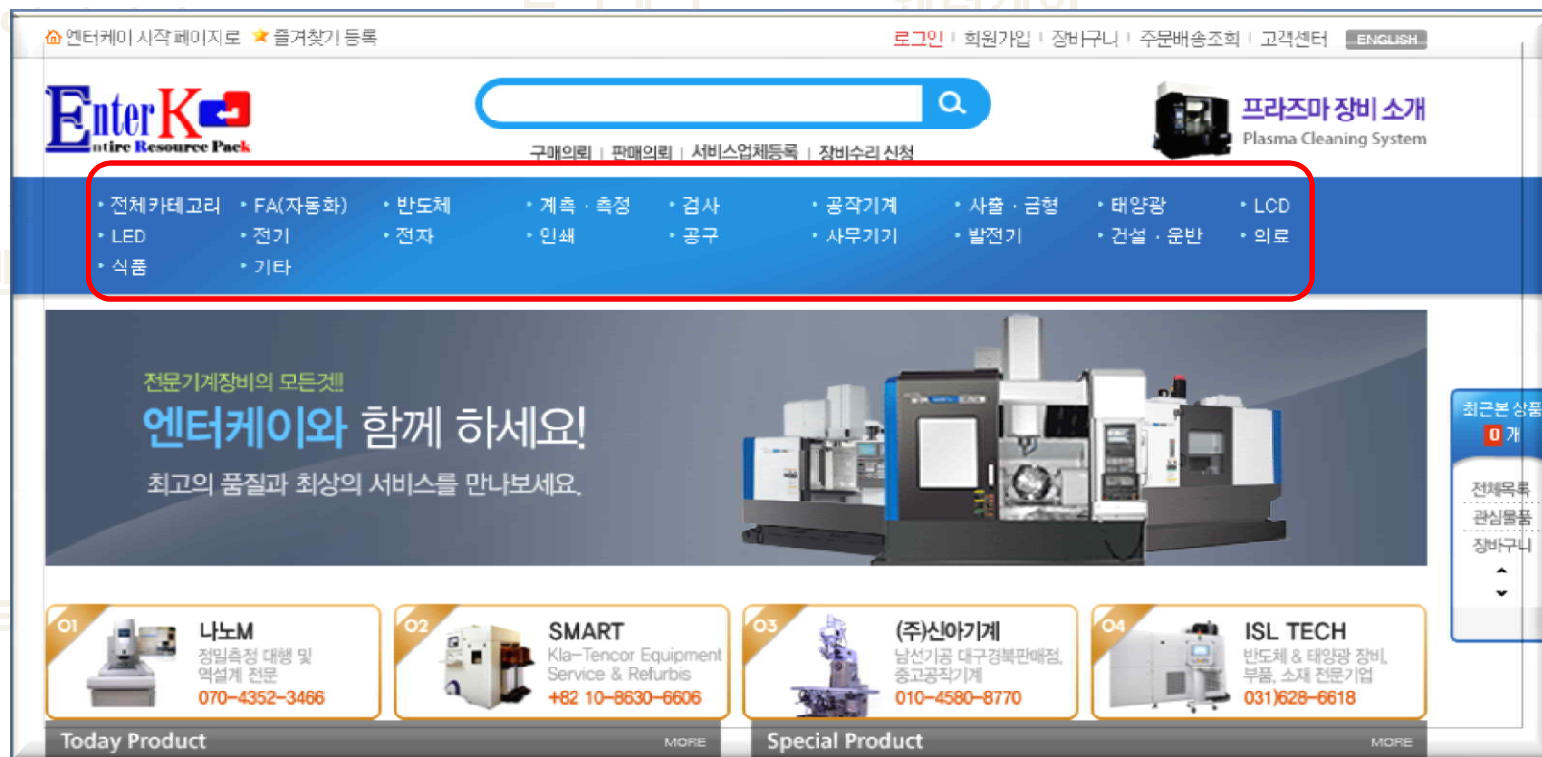 엔터케이 시작페이지로 즐겨찾기 등록
로그인 | 회원가입 | 장바구니 | 주문배송조회 | 고객센터 ENGLISH
Enter K
Entire Resource Pack
프라즈마 장비 소개
Plasma Cleaning System
구매의뢰 | 판매의뢰 | 서비스업체등록 | 장비수리 신청
전체카테고리 FA(자동화) 반도체 계측 · 측정 검사 공작기계 사출 · 금형 태양광 LCD
LED 전기 전자 인쇄 공구 사무기기 발전기 건설 · 운반 의료
식품 기타
전문기계장비의 모든것!!
엔터케이와 함께 하세요!
최고의 품질과 최상의 서비스를 만나보세요.
최근본 상품
0 개
전체목록
관심물품
장바구니
01 나노M
정밀측정 대행 및
역설계 전문
070-4352-3466
02 SMART
Kla-Tencor Equipment
Service & Refurbis
+82 10-8630-6606
03 (주)신아기계
남선기공 대구경북판매점,
중고공작기계
010-4580-8770
04 ISL TECH
반도체 & 태양광 장비,
부품, 소재 전문기업
031)628-6618
Today Product MORE
Special Product MORE